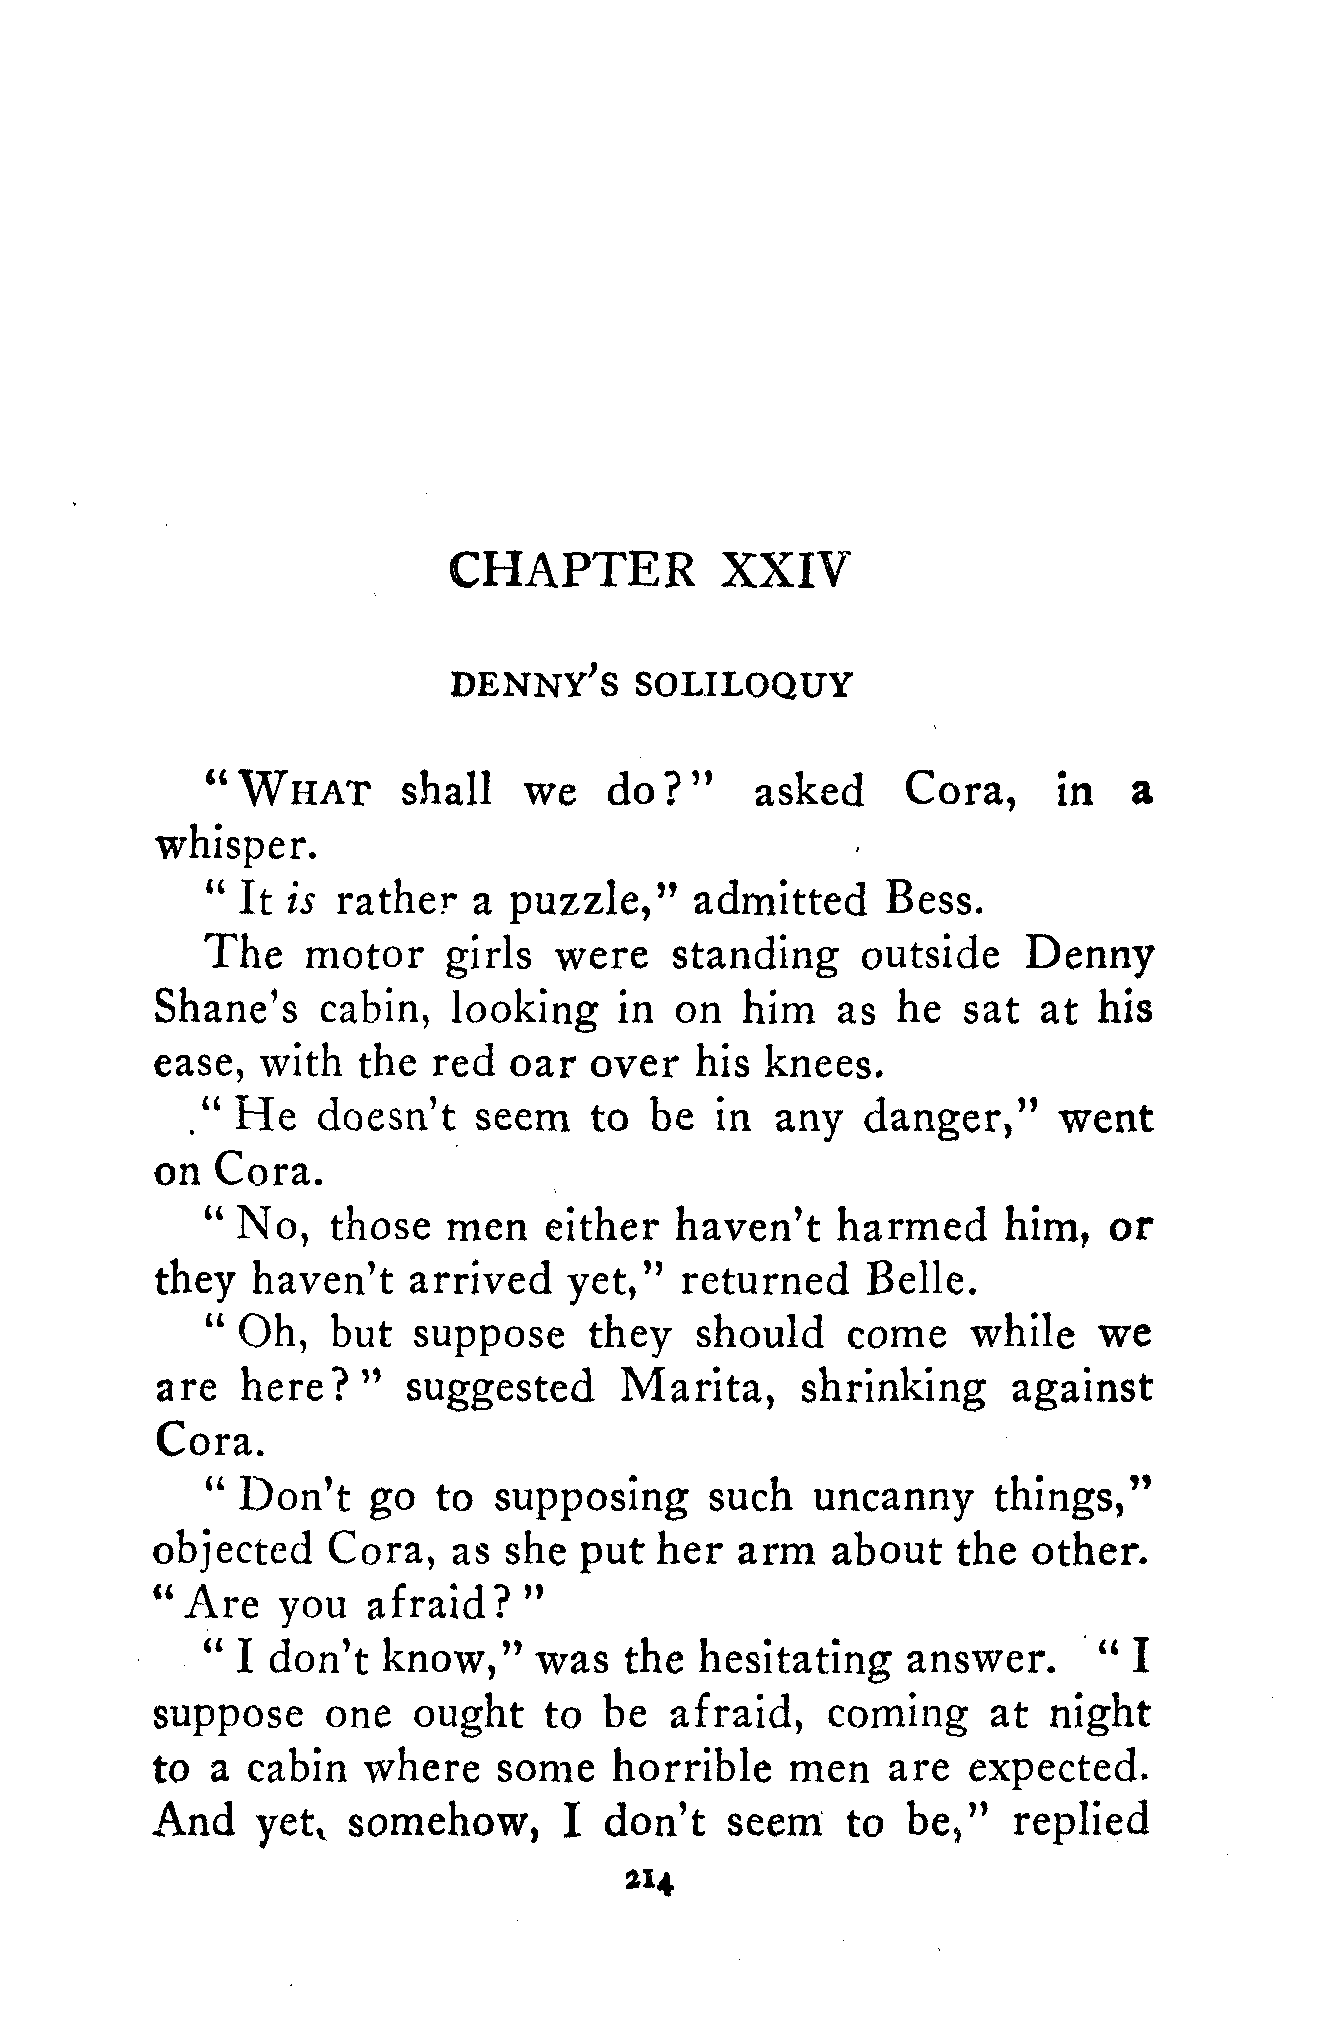 CHAPTER XXIV
DENNY'S SOLILOQUY
“ WHAT shall we do? ” asked Cora, in a
whisper.
“ It is rather a puzzle,” admitted Bess.
The motor girls were standing outside Denny
Shane's cabin, looking in on him as he sat at his
ease, with the red oar over his knees.
“ He doesn't seem to be in any danger,” went
on Cora.
“ No, those men either haven't harmed him, or
they haven't arrived yet,” returned Belle.
“ Oh, but suppose they should come while we
are here? ” suggested Marita, shrinking against
Cora.
“ Don't go to supposing such uncanny things,”
objected Cora, as she put her arm about the other.
“ Are you afraid? ”
“ I don't know,” was the hesitating answer. “ I
suppose one ought to be afraid, coming at night
to a cabin where some horrible men are expected.
And yet, somehow, I don't seem to be,” replied
214